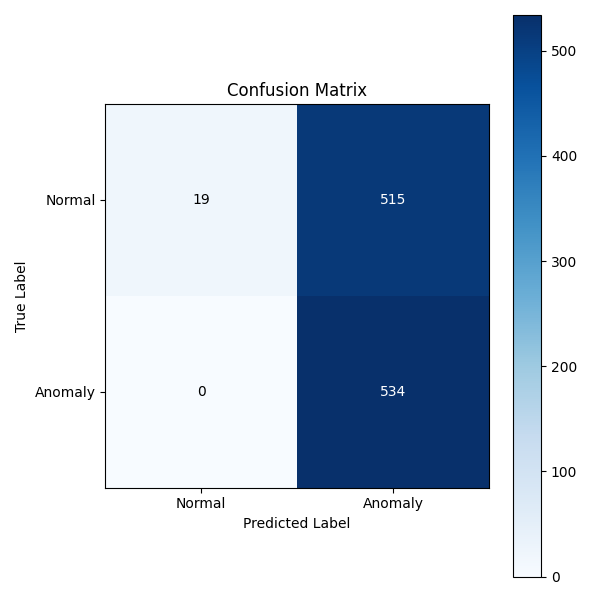 Confusion Matrix
500
400
300
200
100
0
True Label
Normal
19
515
Anomaly
0
534
Normal
Anomaly
Predicted Label